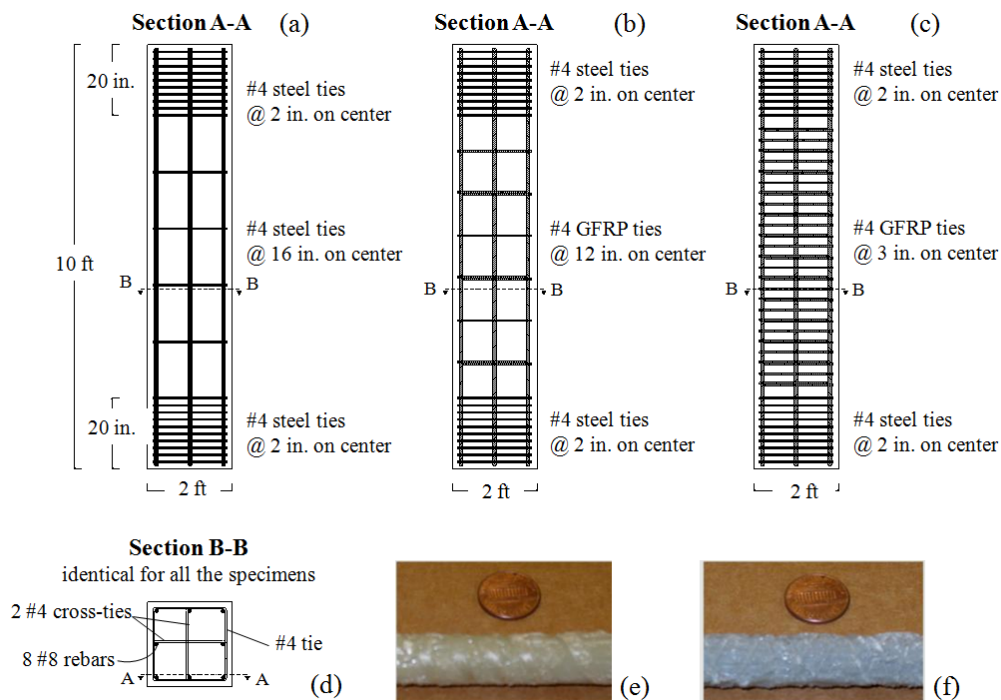 Section A-A (a)
20 in.
#4 steel ties
@ 2 in. on center
#4 steel ties
@ 16 in. on center
10 ft
B B
20 in.
#4 steel ties
@ 2 in. on center
2 ft
Section A-A (b)
#4 steel ties
@ 2 in. on center
#4 GFRP ties
@ 12 in. on center
B B
#4 steel ties
@ 2 in. on center
2 ft
Section A-A (c)
#4 steel ties
@ 2 in. on center
#4 GFRP ties
@ 3 in. on center
B B
#4 steel ties
@ 2 in. on center
2 ft
Section B-B
identical for all the specimens
2 #4 cross-ties
#4 tie
8 #8 rebars
A A
(d)
(e)
(f)